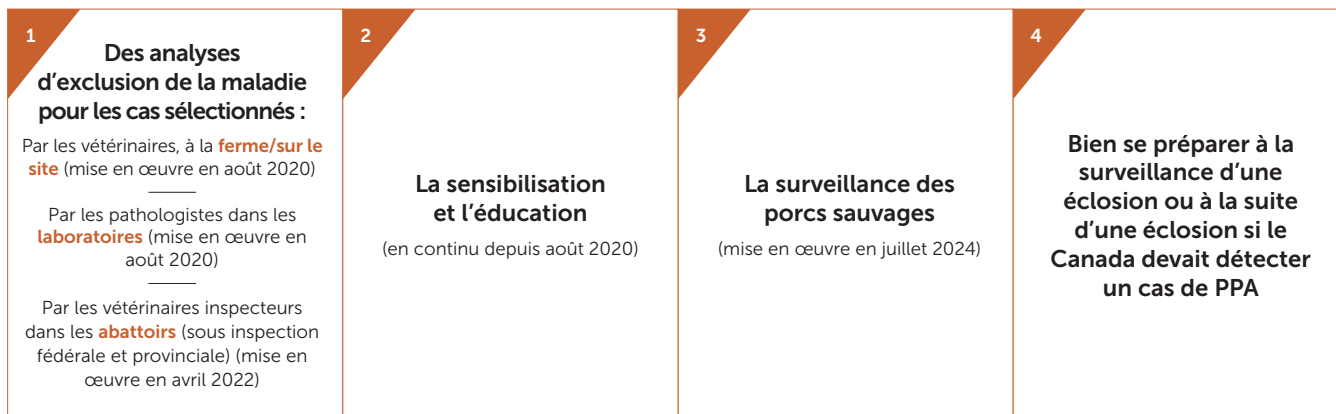 1
Des analyses
d'exclusion de la maladie
pour les cas sélectionnés :
Par les vétérinaires, à la ferme/sur le
site (mise en œuvre en août 2020)
Par les pathologistes dans les
laboratoires (mise en œuvre en
août 2020)
Par les vétérinaires inspecteurs
dans les abattoirs (sous inspection
fédérale et provinciale) (mise en
œuvre en avril 2022)
2
La sensibilisation
et l'éducation
(en continu depuis août 2020)
3
La surveillance des
porcs sauvages
(mise en œuvre en juillet 2024)
4
Bien se préparer à la
surveillance d'une
éclosion ou à la suite
d'une éclosion si le
Canada devait détecter
un cas de PPA